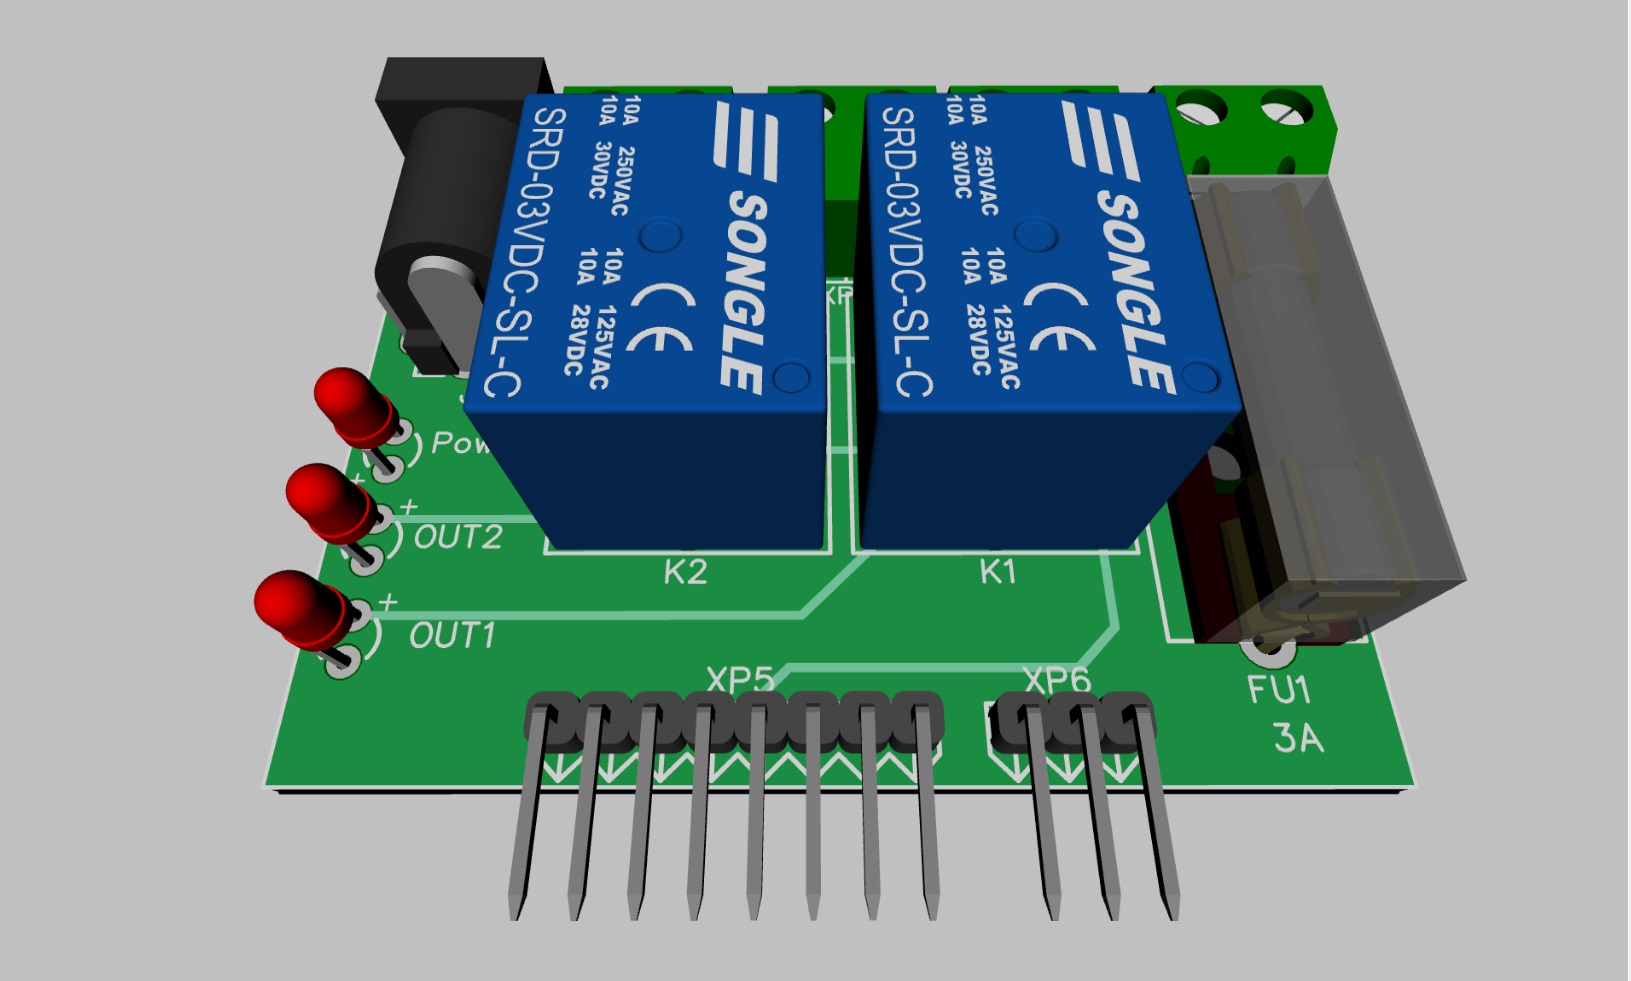 SONGLE
10A 250VAC 10A 125VAC
10A 30VDC 10A 28VDC
SRD-03VDC-SL-C
SONGLE
10A 250VAC 10A 125VAC
10A 30VDC 10A 28VDC
SRD-03VDC-SL-C
+
+
OUT2
+
OUT1
K2
K1
XP5
XP6
FU1
3A